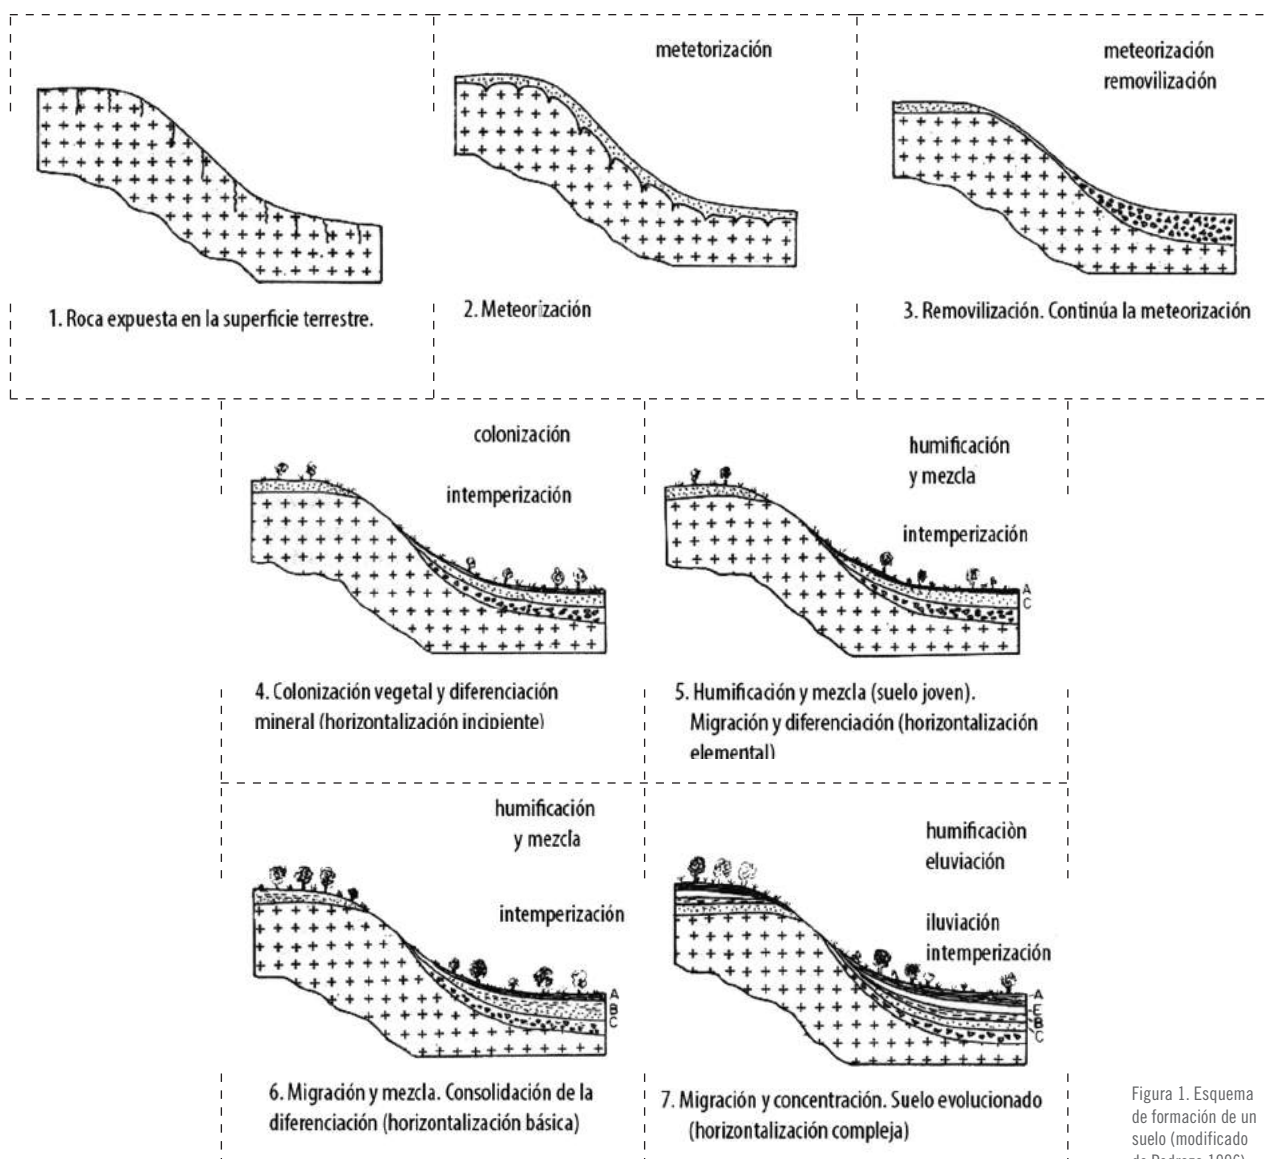 metetorización
meteorización
removilización
1. Roca expuesta en la superficie terrestre.
2. Meteorización
3. Removilización. Continúa la meteorización
colonización
intemperización
4. Colonización vegetal y diferenciación
mineral (horizontalización incipiente)
humificación
y mezcla
intemperización
A
C
5. Humificación y mezcla (suelo joven).
Migración y diferenciación (horizontalización
elemental)
humificación
y mezcla
intemperización
A
B
C
6. Migración y mezcla. Consolidación de la
diferenciación (horizontalización básica)
humificaciòn
eluviación
iluviación
intemperización
A
E
B
C
7. Migración y concentración. Suelo evolucionado
(horizontalización compleja)
Figura 1. Esquema
de formación de un
suelo (modificado
de Pedraza 1996)